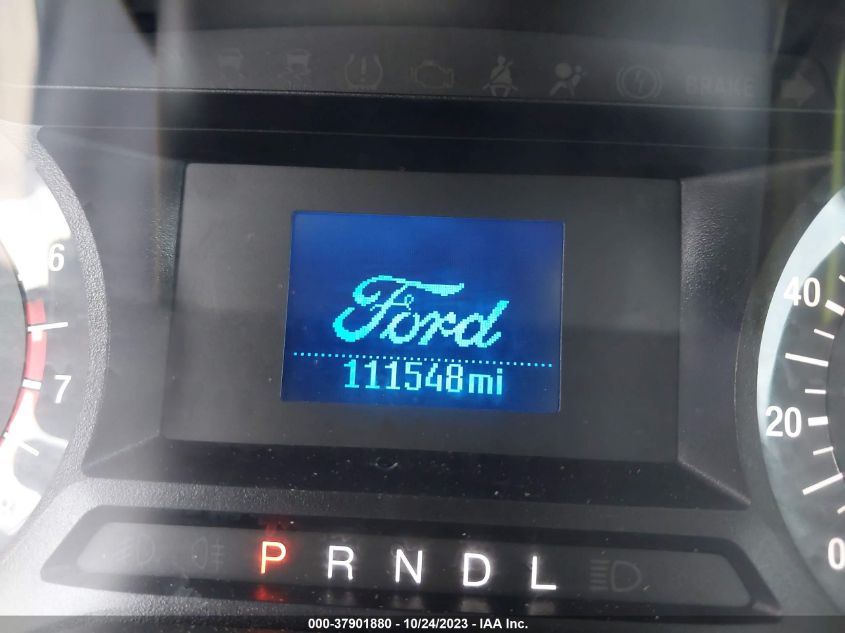 BRAKE
6
7
Ford
111548mi
40
20
0
P R N D L
000-37901880 - 10/24/2023 - IAA Inc.